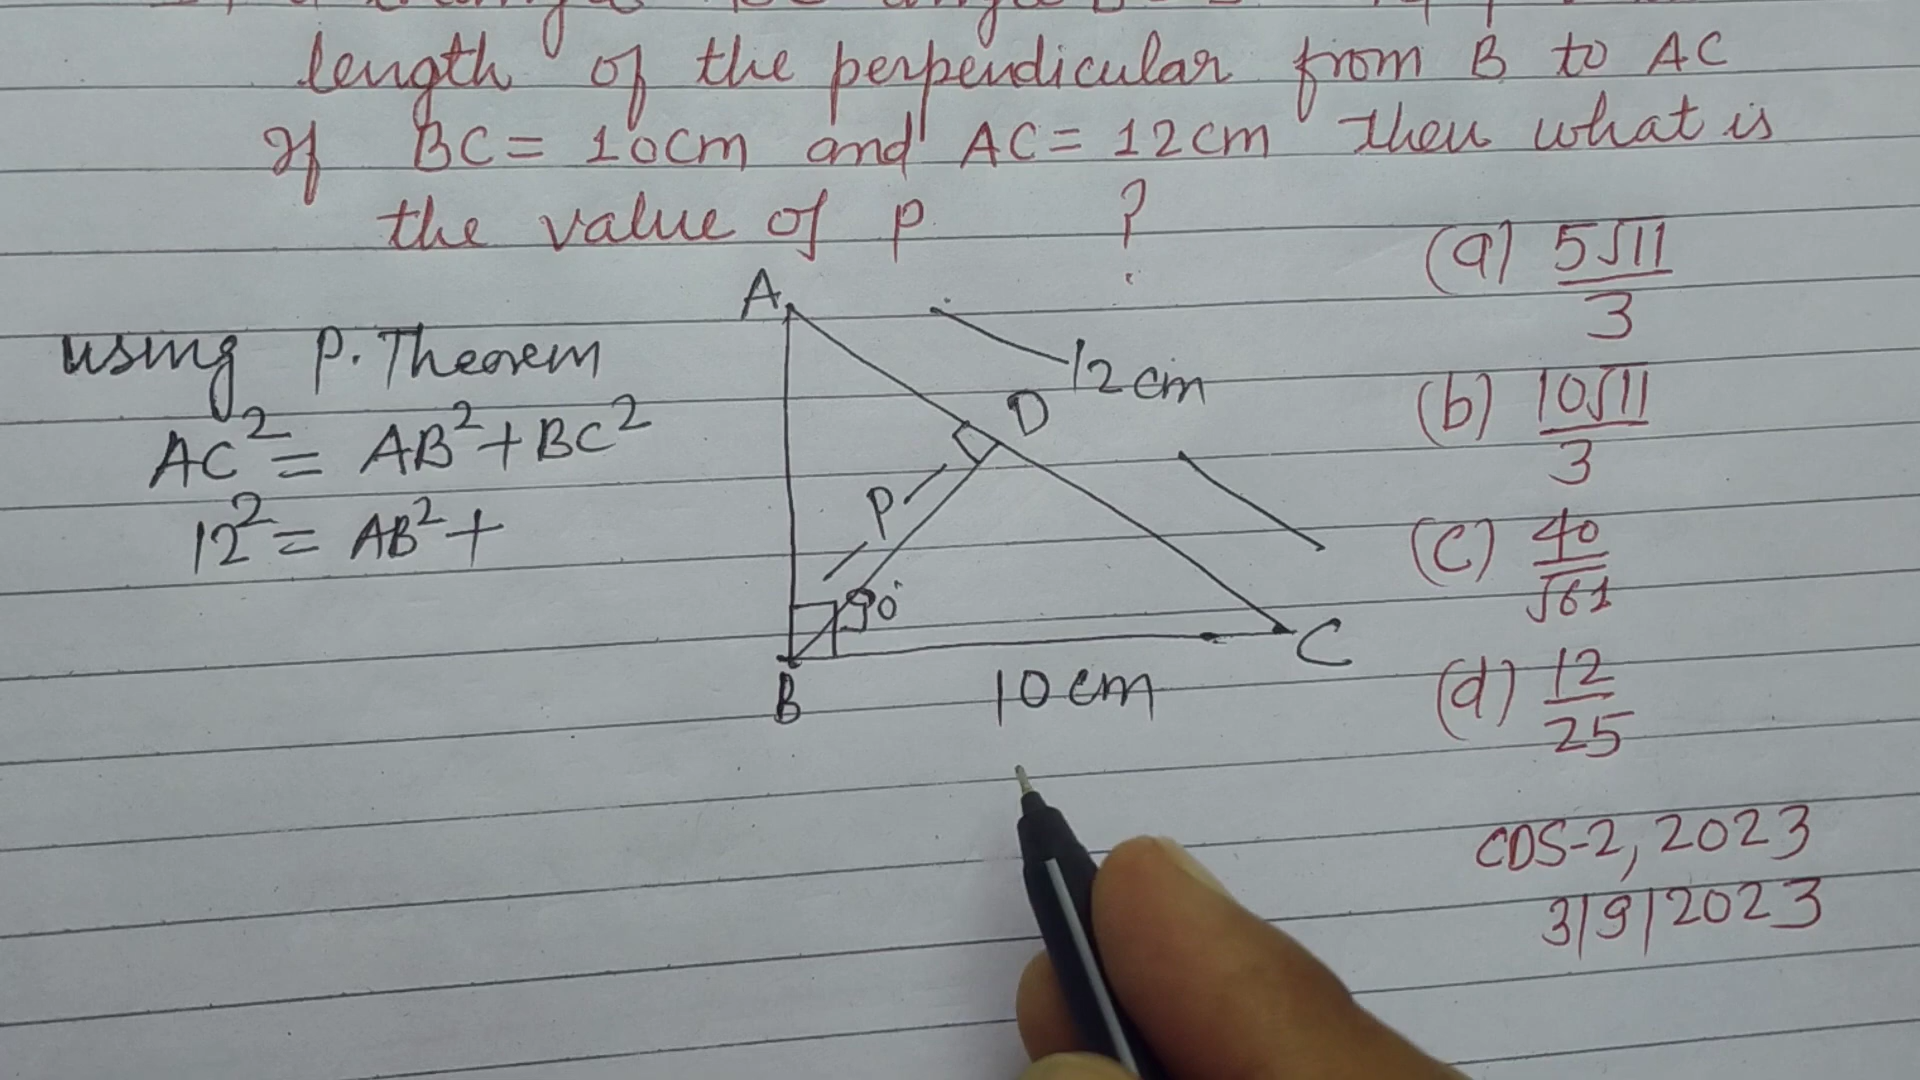 length of the perpendicular from B to AC
If BC = 10cm and AC = 12cm then what is
the value of P ?
(a) 5√11/3
(b) 10√11/3
(c) 40/√61
(d) 12/25
CDS-2, 2023
3/9/2023
using P. Theorem
AC² = AB² + BC²
12² = AB² +
A
12 cm
D
P
90°
B
C
10 cm